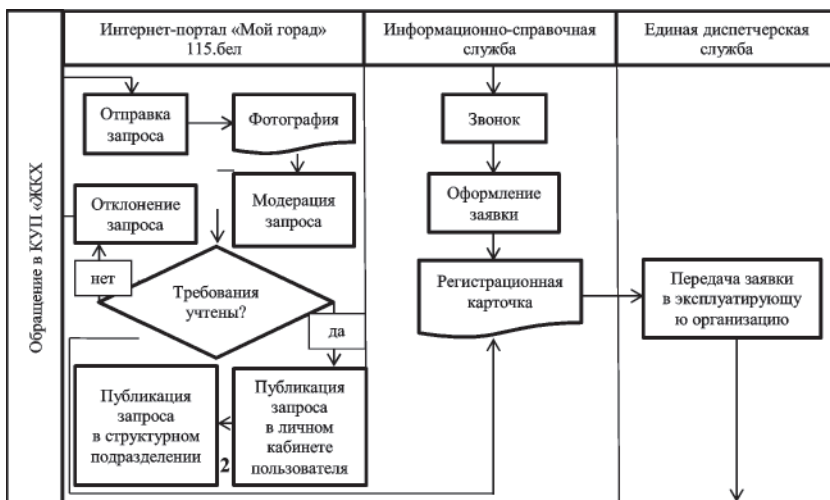 Интернет-портал «Мой горад»
115.бел
Информационно-справочная
служба
Единая диспетчерская
служба
Обращение в КУП «ЖКХ
Отправка
запроса
Фотография
Отклонение
запроса
Модерация
запроса
нет
Требования
учтены?
да
Публикация
запроса
в структурном
подразделении
2
Публикация
запроса
в личном
кабинете
пользователя
Звонок
Оформление
заявки
Регистрационная
карточка
Передача заявки
в эксплуатирующу
ю организацию